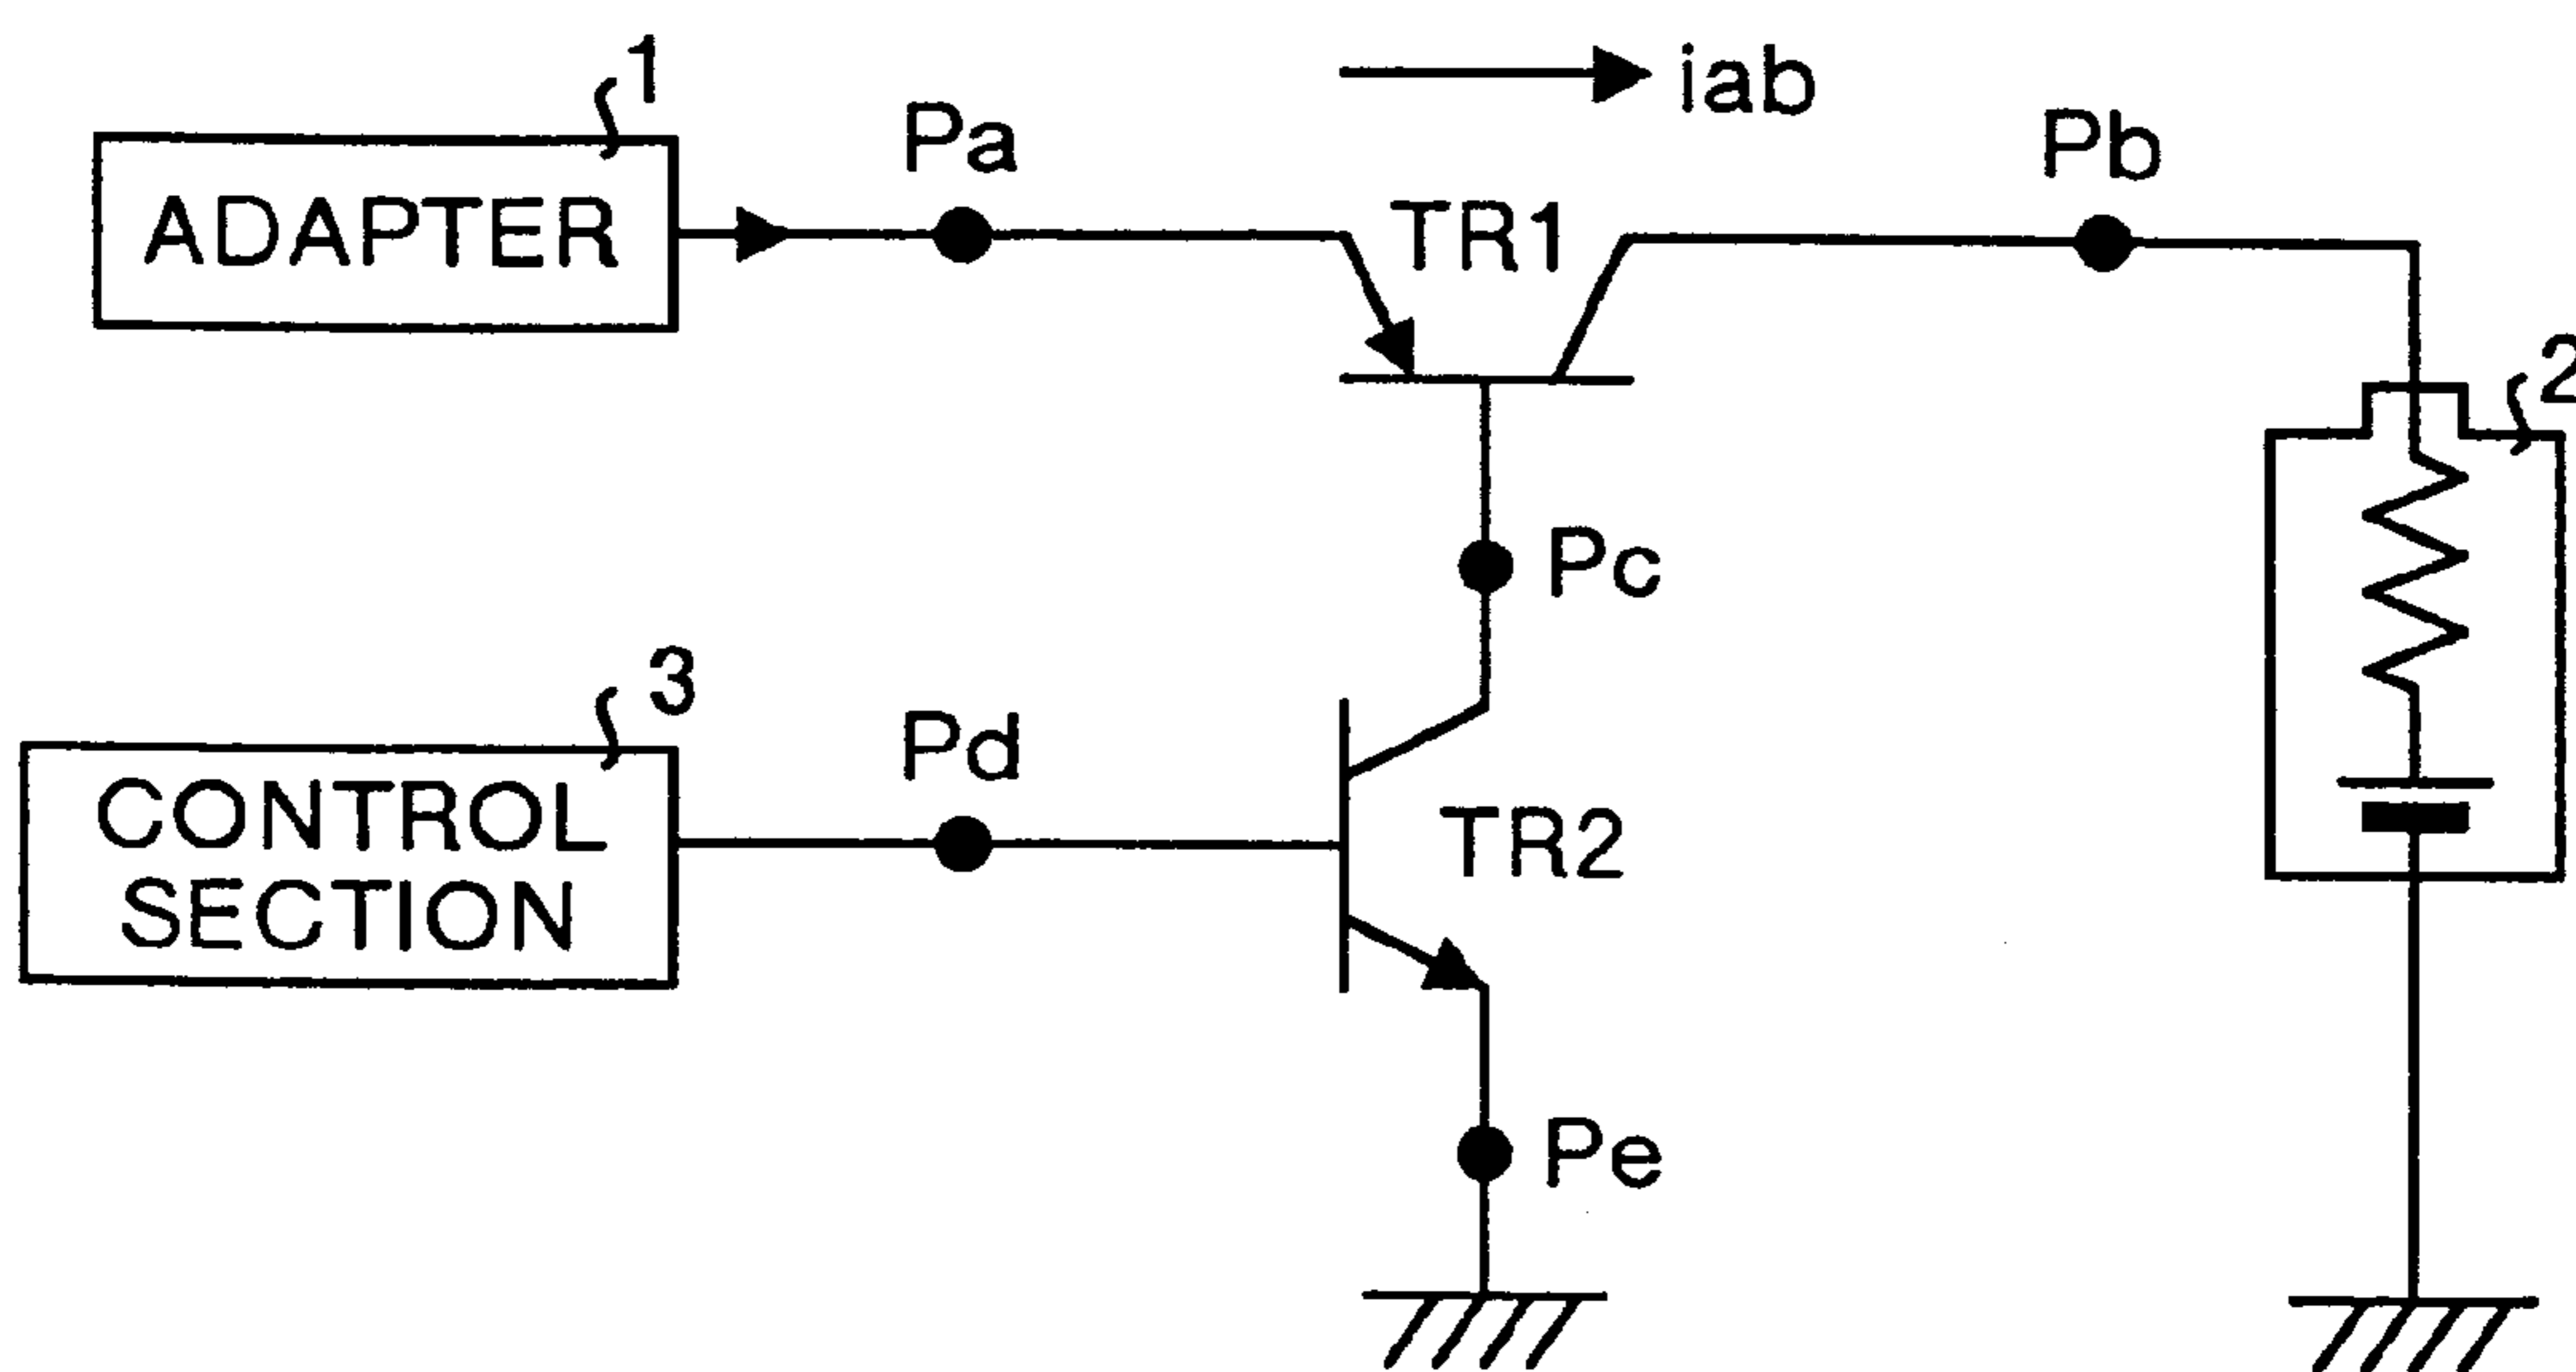 1
iab
Pa
Pb
ADAPTER
TR1
2
Pc
3
Pd
CONTROL
SECTION
TR2
Pe